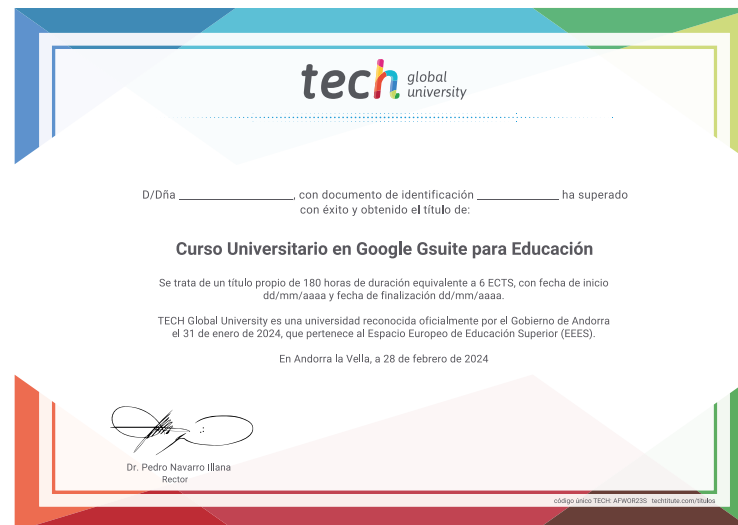 tech global university
D/Dña ____________________, con documento de identificación ______________ ha superado
con éxito y obtenido el título de:
Curso Universitario en Google Gsuite para Educación
Se trata de un título propio de 180 horas de duración equivalente a 6 ECTS, con fecha de inicio
dd/mm/aaaa y fecha de finalización dd/mm/aaaa.
TECH Global University es una universidad reconocida oficialmente por el Gobierno de Andorra
el 31 de enero de 2024, que pertenece al Espacio Europeo de Educación Superior (EEES).
En Andorra la Vella, a 28 de febrero de 2024
Dr. Pedro Navarro Illana
Rector
código único TECH: AFWOR23S techtitute.com/titulos